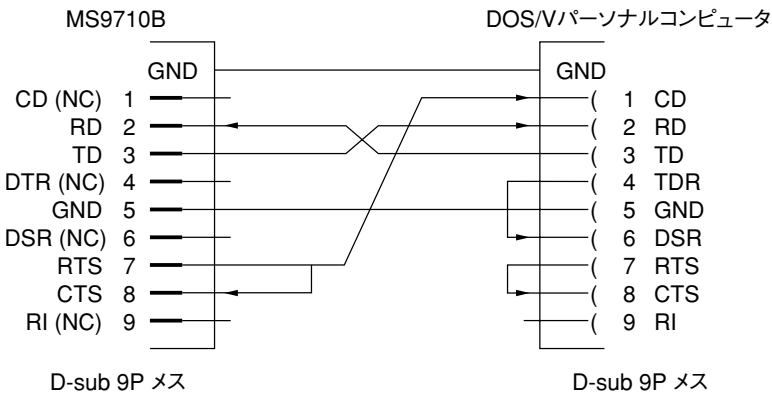 MS9710B DOS/Vパーソナルコンピュータ
GND GND
CD (NC) 1 1 CD
RD 2 2 RD
TD 3 3 TD
DTR (NC) 4 4 TDR
GND 5 5 GND
DSR (NC) 6 6 DSR
RTS 7 7 RTS
CTS 8 8 CTS
RI (NC) 9 9 RI
D-sub 9P メス D-sub 9P メス